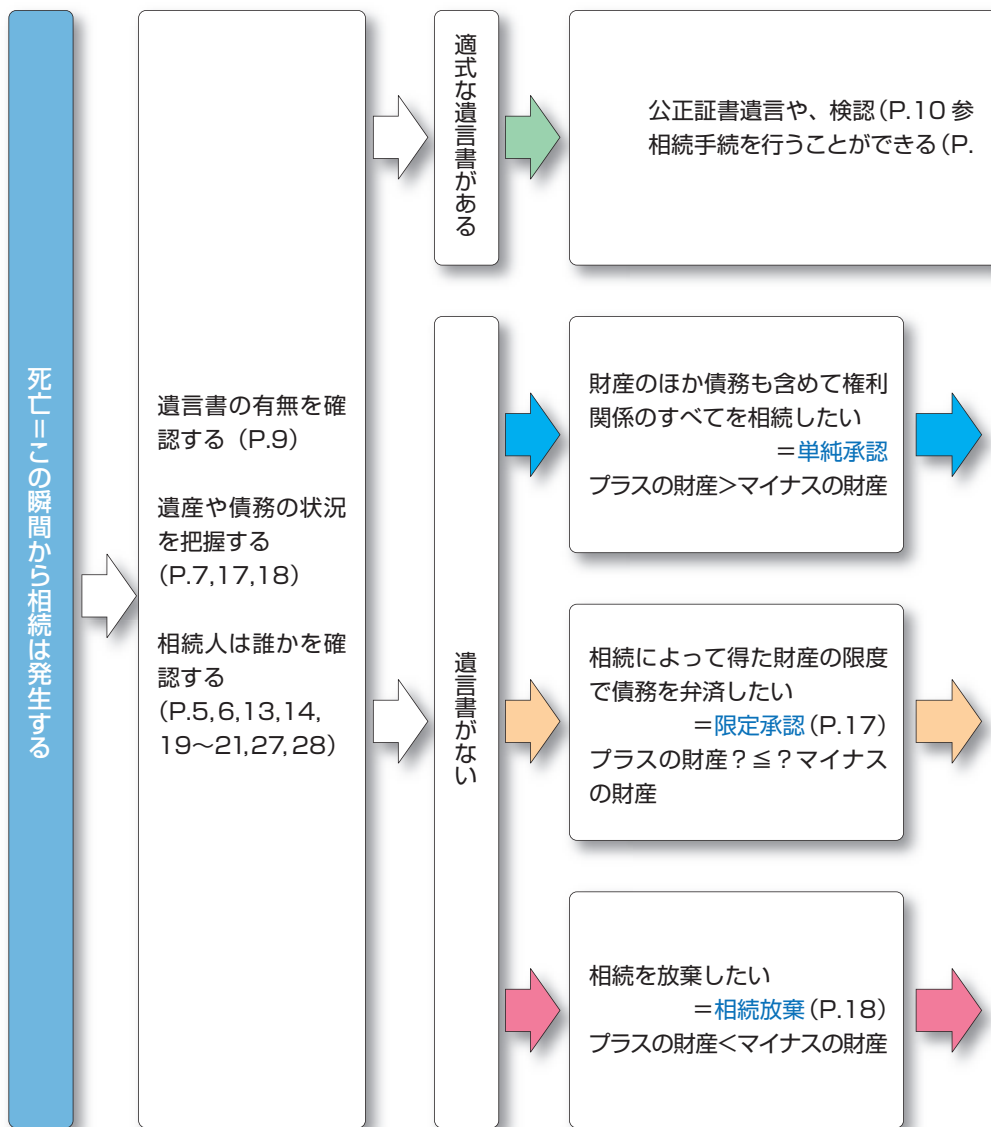 死亡＝この瞬間から相続は発生する
遺言書の有無を確
認する（P.9）
遺産や債務の状況
を把握する
（P.7,17,18）
相続人は誰かを確
認する
（P.5,6,13,14,
19～21,27,28）
適式な遺言書がある
公正証書遺言や、検認（P.10 参
相続手続を行うことができる（P.
遺言書がない
財産のほか債務も含めて権利
関係のすべてを相続したい
＝単純承認
プラスの財産＞マイナスの財産
相続によって得た財産の限度
で債務を弁済したい
＝限定承認（P.17）
プラスの財産？≦？マイナス
の財産
相続を放棄したい
＝相続放棄（P.18）
プラスの財産＜マイナスの財産